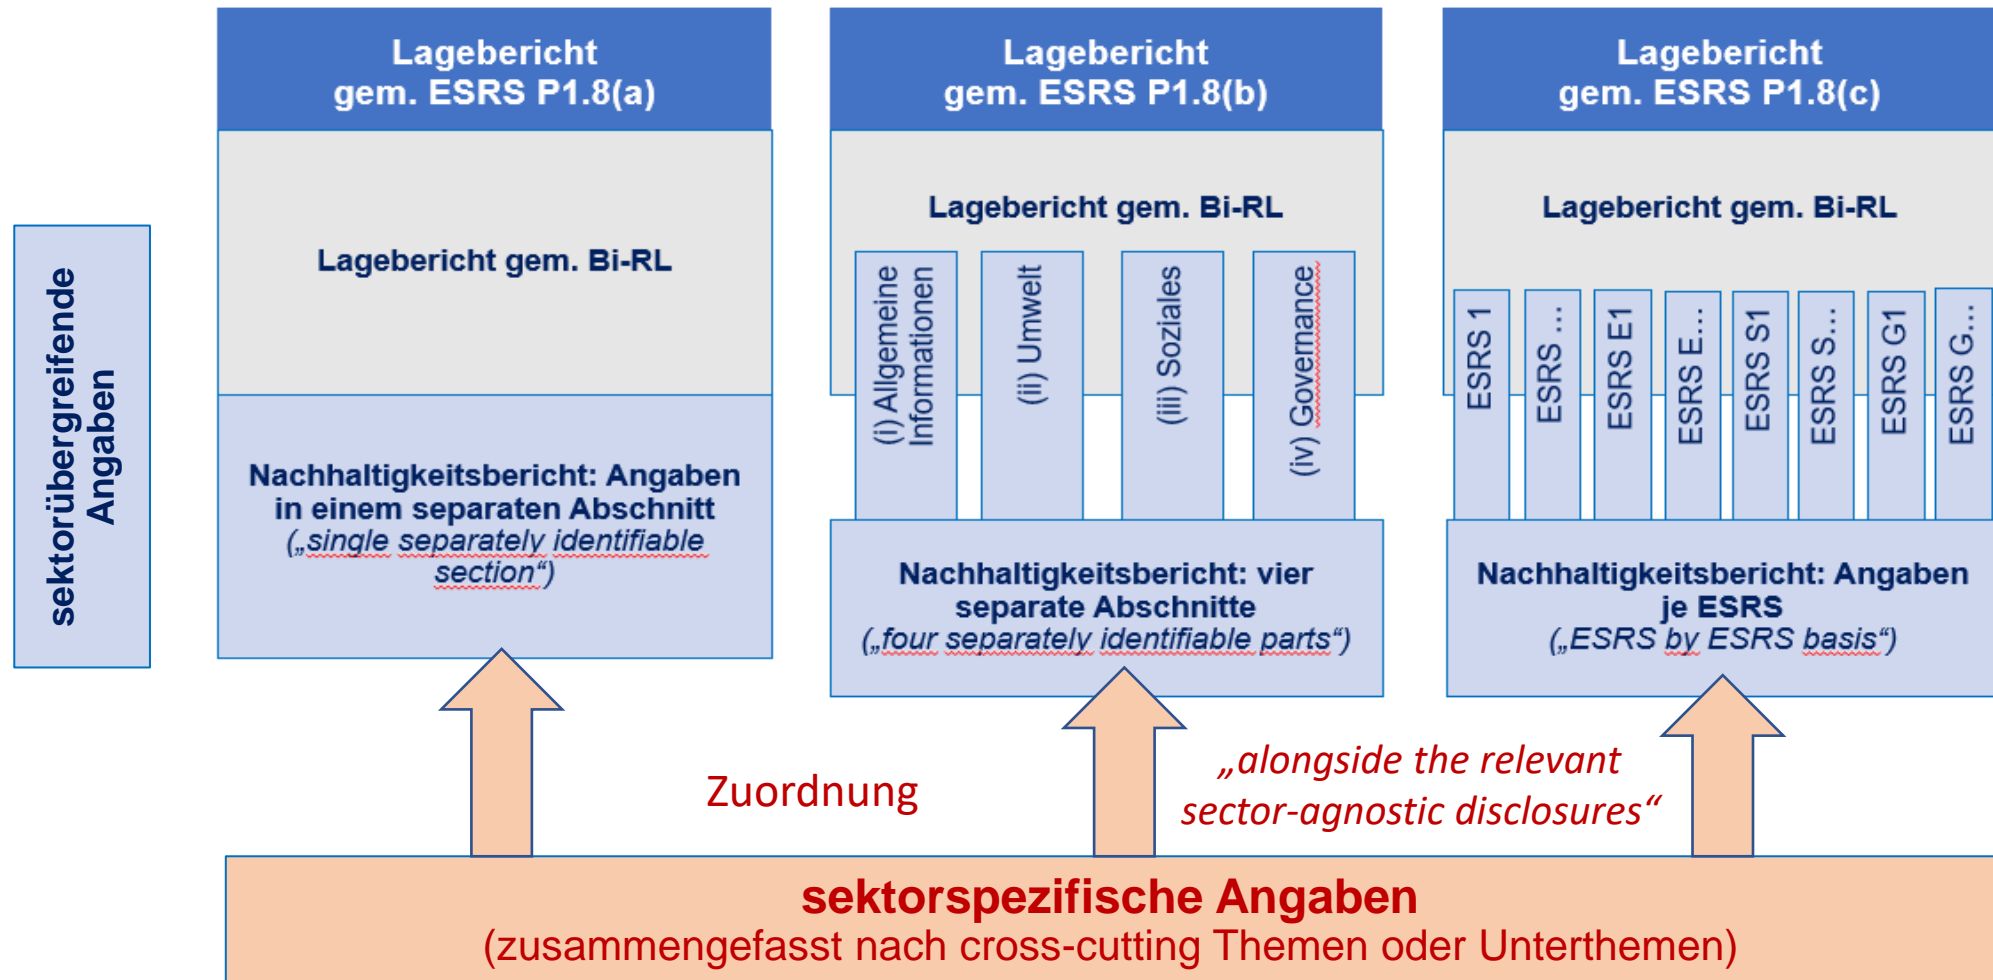 Lagebericht
gem. ESRS P1.8(a)
Lagebericht
gem. ESRS P1.8(b)
Lagebericht
gem. ESRS P1.8(c)
sektorübergreifende
Angaben
Lagebericht gem. Bi-RL
Nachhaltigkeitsbericht: Angaben
in einem separaten Abschnitt
(„single separately identifiable
section“)
Lagebericht gem. Bi-RL
(i) Allgemeine
Informationen
(ii) Umwelt
(iii) Soziales
(iv) Governance
Nachhaltigkeitsbericht: vier
separate Abschnitte
(„four separately identifiable parts“)
Lagebericht gem. Bi-RL
ESRS 1
ESRS ...
ESRS E1
ESRS E...
ESRS S1
ESRS S...
ESRS G1
ESRS G...
Nachhaltigkeitsbericht: Angaben
je ESRS
(„ESRS by ESRS basis“)
Zuordnung
„alongside the relevant
sector-agnostic disclosures“
sektorspezifische Angaben
(zusammengefasst nach cross-cutting Themen oder Unterthemen)